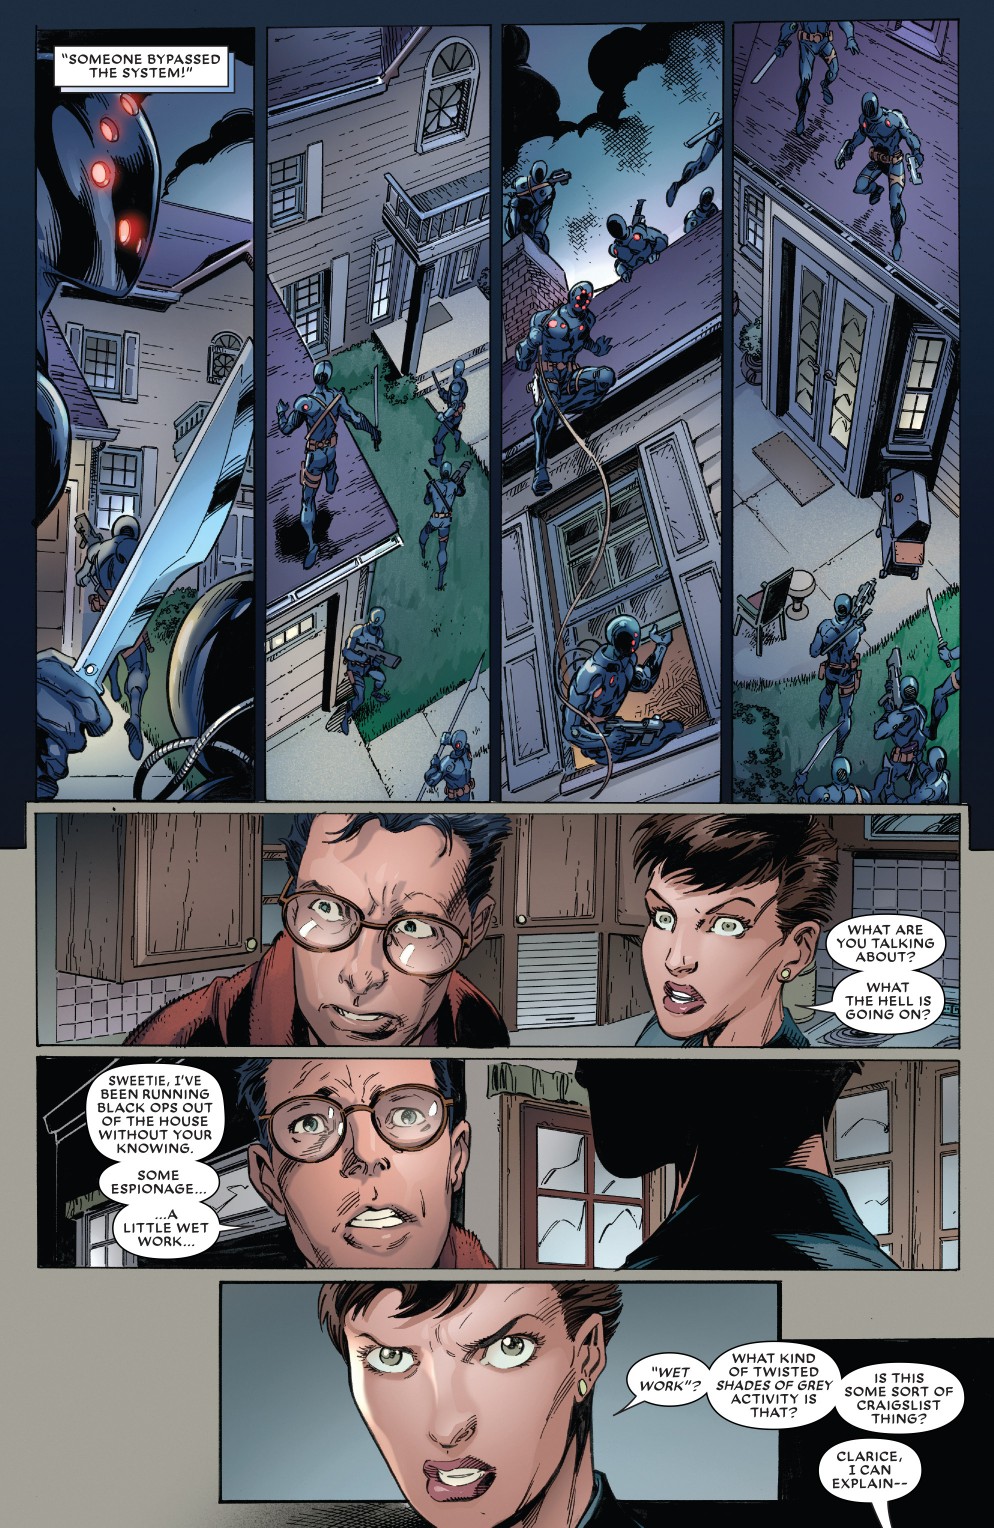 "SOMEONE BYPASSED
THE SYSTEM!"
WHAT ARE
YOU TALKING
ABOUT?
WHAT
THE HELL IS
GOING ON?
SWEETIE, I'VE
BEEN RUNNING
BLACK OPS OUT
OF THE HOUSE
WITHOUT YOUR
KNOWING.
SOME
ESPIONAGE...
...A
LITTLE WET
WORK...
"WET
WORK"?
WHAT KIND
OF TWISTED
SHADES OF GREY
ACTIVITY IS
THAT?
IS THIS
SOME SORT OF
CRAIGSLIST
THING?
CLARICE,
I CAN
EXPLAIN--